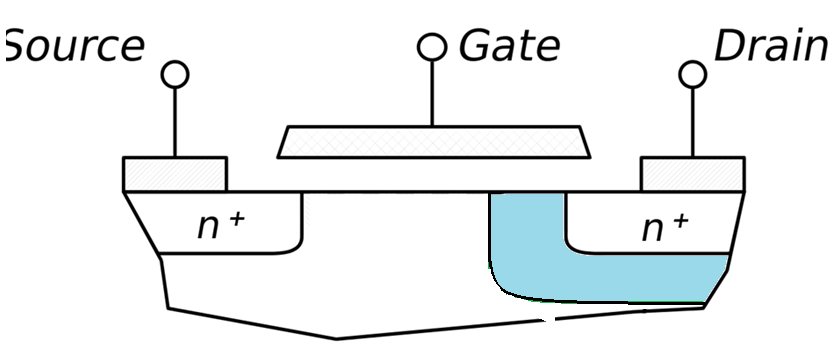 Source
Gate
Drain
n+
n+